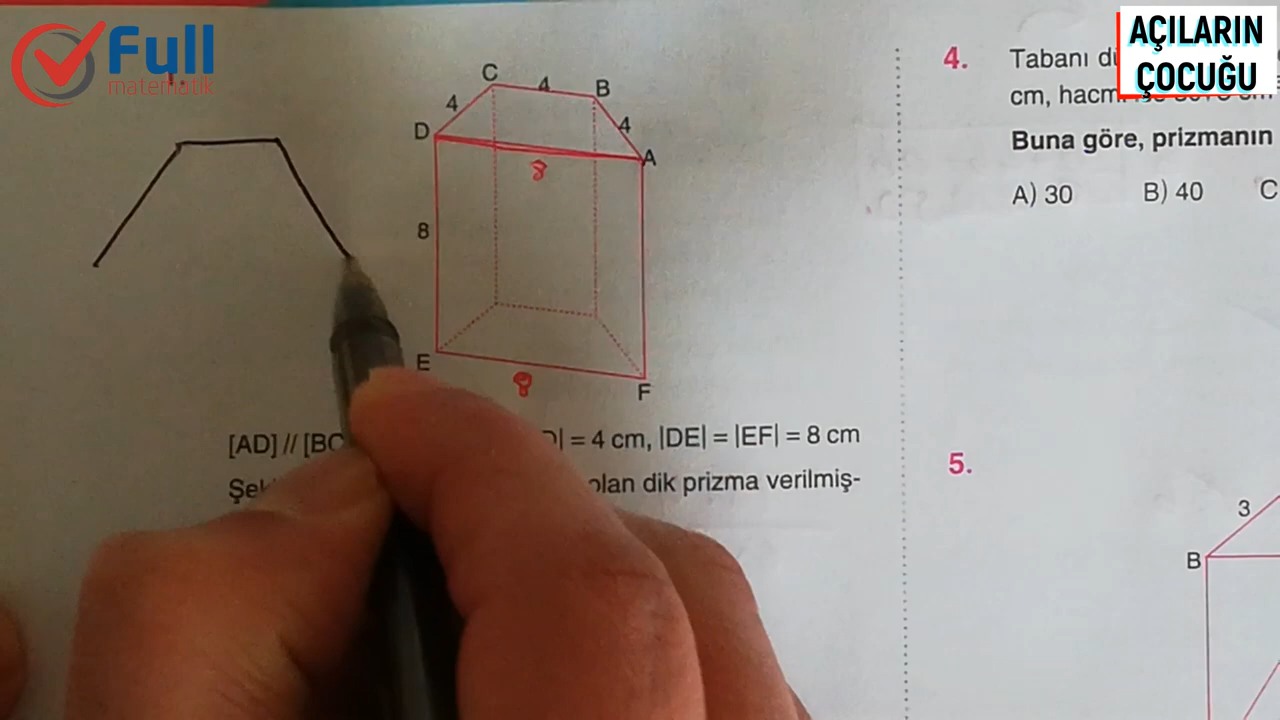 Full
matematik
AÇILARIN
ÇOCUĞU
C
4
B
4
4
D
A
8
8
E
8
F
[AD] // [BC
= 4 cm, |DE| = |EF| = 8 cm
olan dik prizma verilmiş-
4.
Tabanı
cm,
Buna göre, prizmanın
A) 30
B) 40
C
5.
3
B